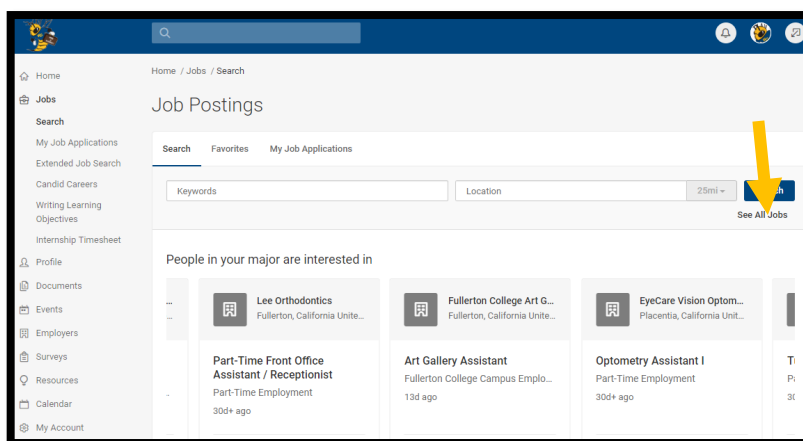 Home / Jobs / Search
Home
Jobs
Search
My Job Applications
Extended Job Search
Candid Careers
Writing Learning
Objectives
Internship Timesheet
Profile
Documents
Events
Employers
Surveys
Resources
Calendar
My Account
Job Postings
Search Favorites My Job Applications
Keywords
Location
25mi
See All Jobs
People in your major are interested in
Lee Orthodontics
Fullerton, California Unite...
Part-Time Front Office
Assistant / Receptionist
Part-Time Employment
30d+ ago
Fullerton College Art G...
Fullerton, California Unite...
Art Gallery Assistant
Fullerton College Campus Emplo...
13d ago
EyeCare Vision Optom...
Placentia, California Unit...
Optometry Assistant I
Part-Time Employment
30d+ ago